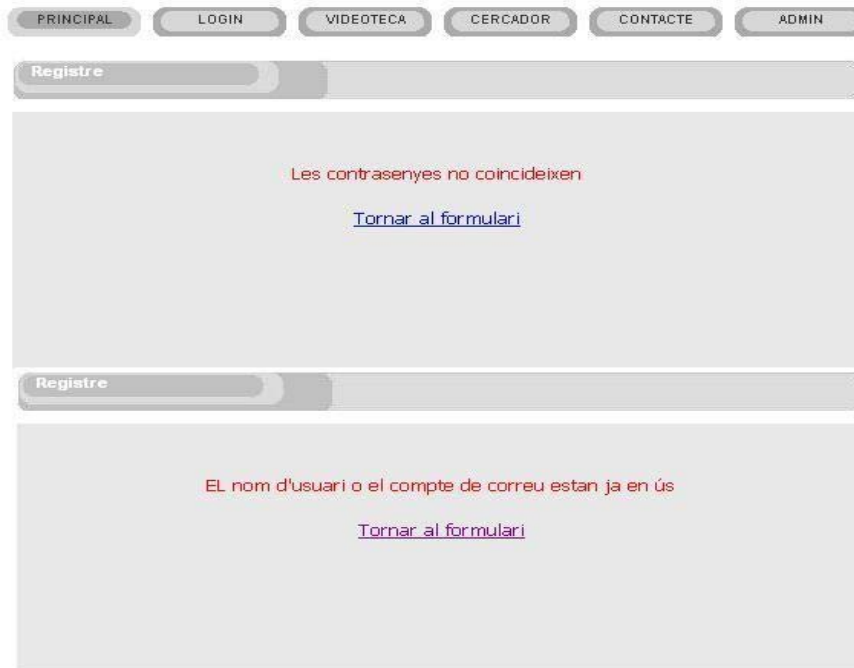 PRINCIPAL LOGIN VIDEOTECA CERCADOR CONTACTE ADMIN
Registre
Les contrasenyes no coincideixen
Tornar al formulari
Registre
EL nom d'usuari o el compte de correu estan ja en ús
Tornar al formulari